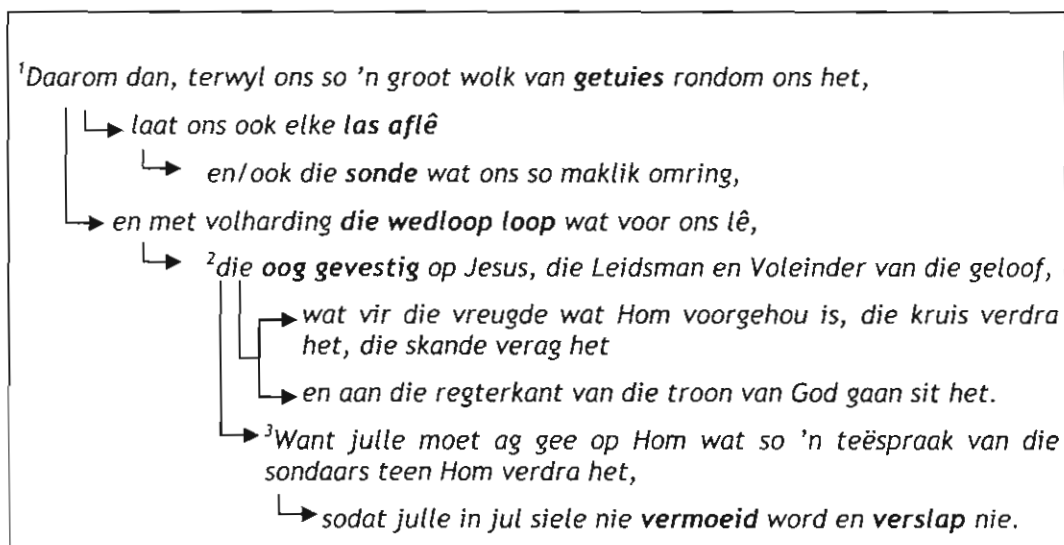 ¹Daarom dan, terwyl ons so 'n groot wolk van getuies rondom ons het,
laat ons ook elke las aflê
en/ook die sonde wat ons so maklik omring,
en met volharding die wedloop loop wat voor ons lê,
²die oog gevestig op Jesus, die Leidsman en Voleinder van die geloof,
wat vir die vreugde wat Hom voorgehou is, die kruis verdra
het, die skande verag het
en aan die regterkant van die troon van God gaan sit het.
³Want julle moet ag gee op Hom wat so 'n teëspraak van die
sondaars teen Hom verdra het,
sodat julle in jul siele nie vermoeid word en verslap nie.